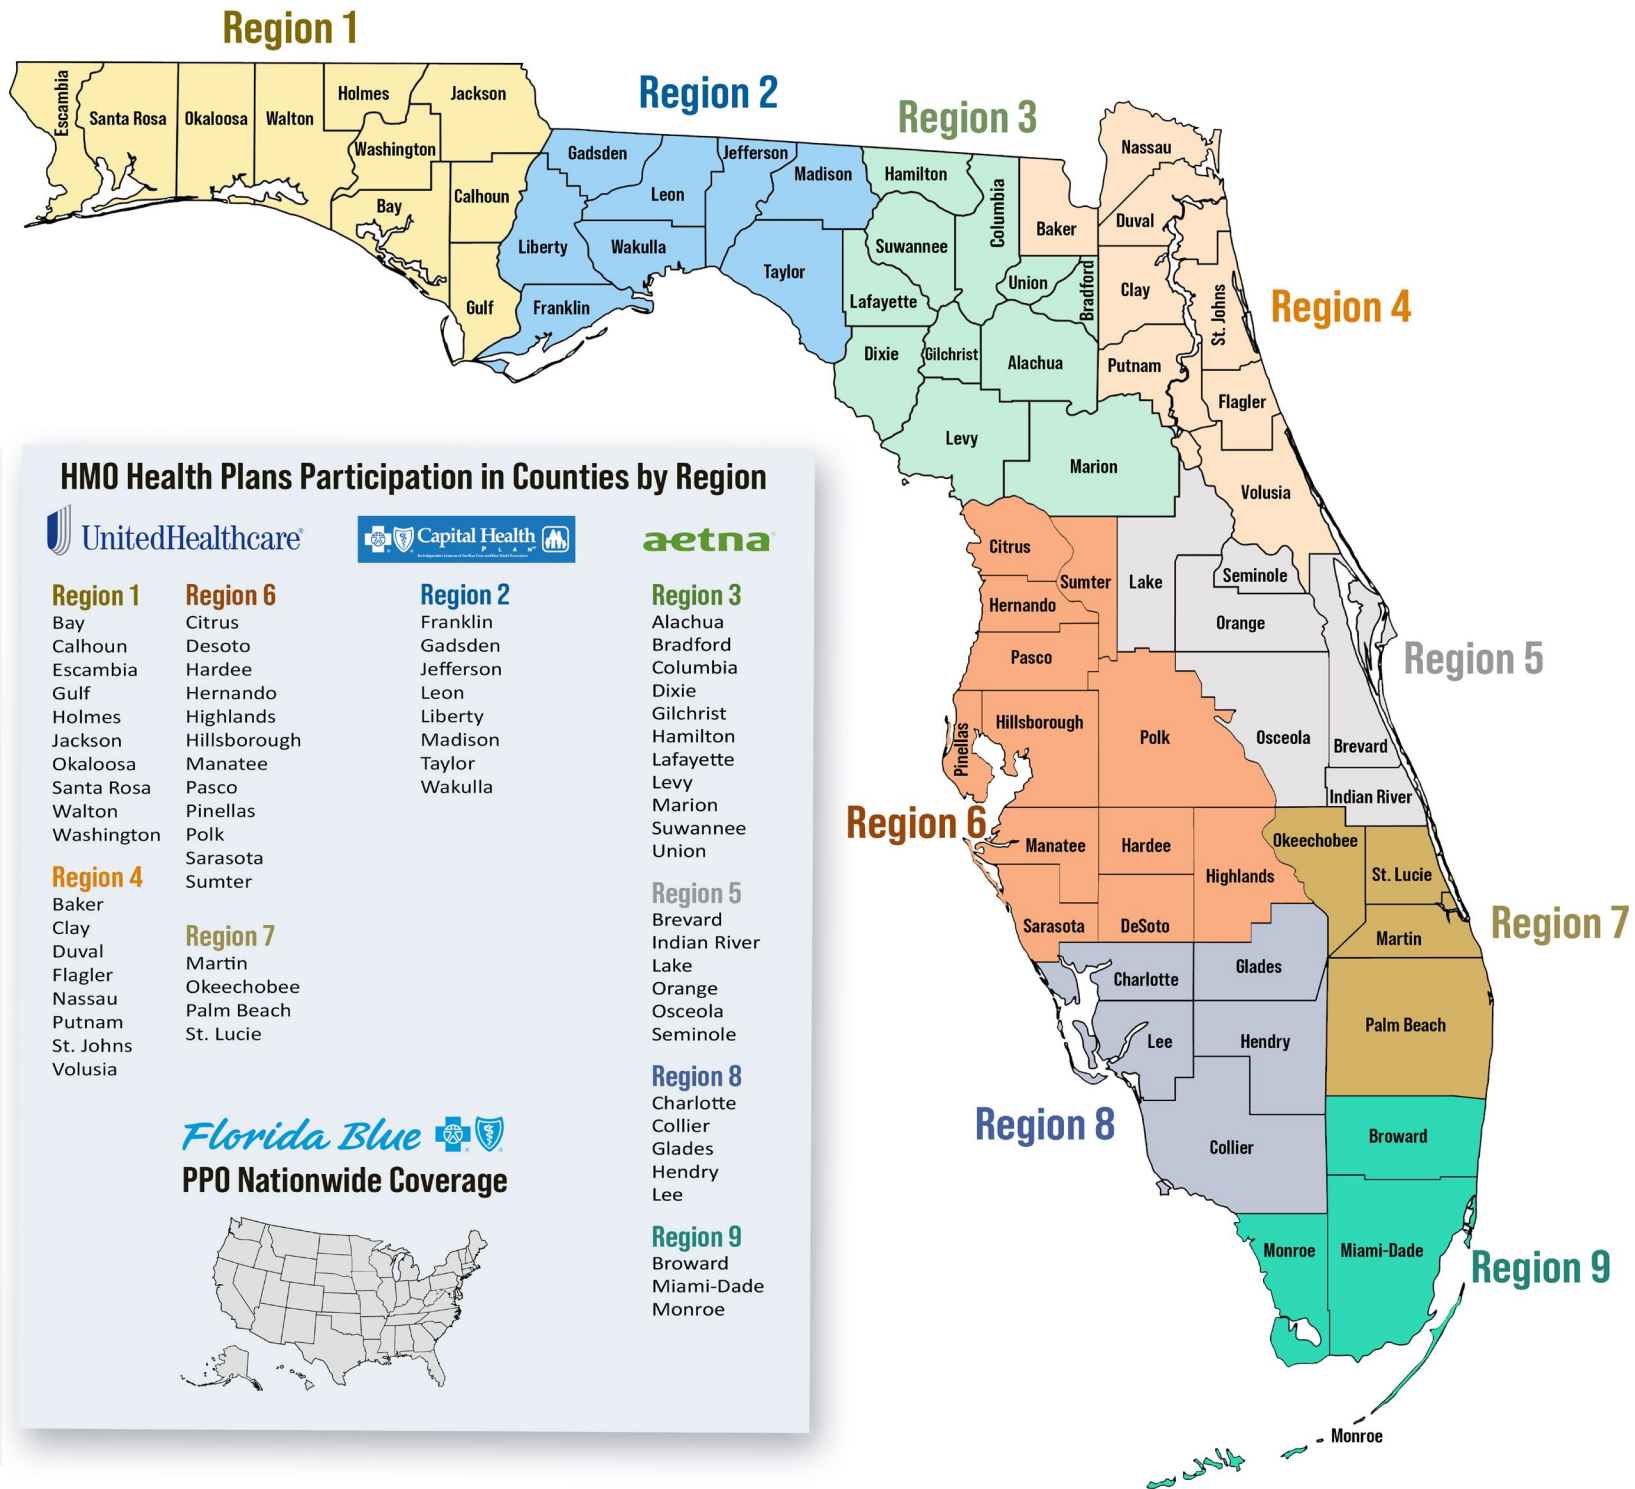 Region 1
Escambia
Santa Rosa
Okaloosa
Walton
Holmes
Washington
Jackson
Bay
Calhoun
Gulf
Region 2
Gadsden
Liberty
Franklin
Leon
Wakulla
Jefferson
Madison
Taylor
Region 3
Hamilton
Suwannee
Lafayette
Columbia
Union
Bradford
Dixie
Gilchrist
Alachua
Levy
Marion
Region 4
Nassau
Baker
Duval
Clay
St. Johns
Putnam
Flagler
Volusia
Region 5
Lake
Seminole
Orange
Osceola
Brevard
Indian River
Region 6
Citrus
Sumter
Hernando
Pasco
Pinellas
Hillsborough
Polk
Manatee
Hardee
Highlands
Sarasota
DeSoto
Region 7
Okeechobee
St. Lucie
Martin
Palm Beach
Region 8
Charlotte
Glades
Lee
Hendry
Collier
Region 9
Broward
Monroe
Miami-Dade
Monroe
HMO Health Plans Participation in Counties by Region
UnitedHealthcare®
Region 1
Bay
Calhoun
Escambia
Gulf
Holmes
Jackson
Okaloosa
Santa Rosa
Walton
Washington
Region 4
Baker
Clay
Duval
Flagler
Nassau
Putnam
St. Johns
Volusia
Region 6
Citrus
Desoto
Hardee
Hernando
Highlands
Hillsborough
Manatee
Pasco
Pinellas
Polk
Sarasota
Sumter
Region 7
Martin
Okeechobee
Palm Beach
St. Lucie
Capital Health
PLAN
Region 2
Franklin
Gadsden
Jefferson
Leon
Liberty
Madison
Taylor
Wakulla
aetna
Region 3
Alachua
Bradford
Columbia
Dixie
Gilchrist
Hamilton
Lafayette
Levy
Marion
Suwannee
Union
Region 5
Brevard
Indian River
Lake
Orange
Osceola
Seminole
Region 8
Charlotte
Collier
Glades
Hendry
Lee
Region 9
Broward
Miami-Dade
Monroe
Florida Blue
PPO Nationwide Coverage